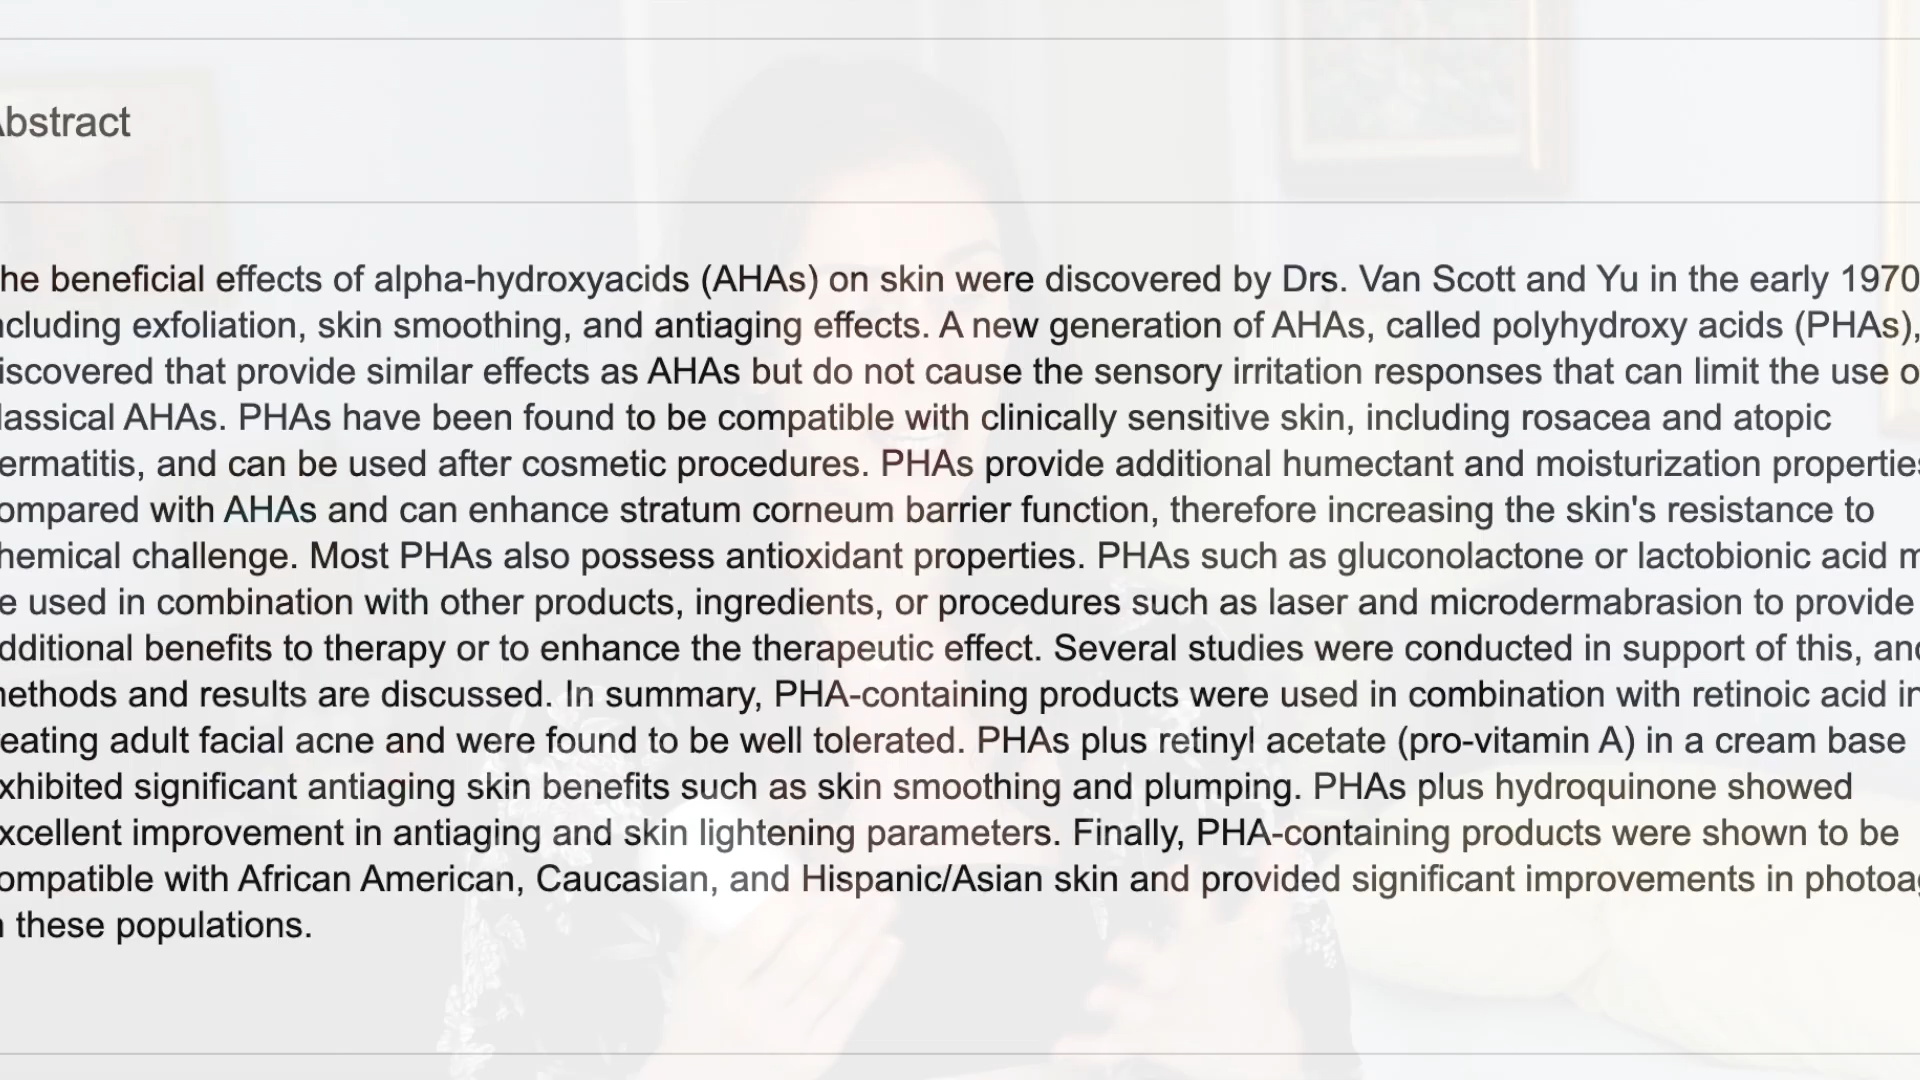 Abstract
he beneficial effects of alpha-hydroxyacids (AHAs) on skin were discovered by Drs. Van Scott and Yu in the early 1970
ncluding exfoliation, skin smoothing, and antiaging effects. A new generation of AHAs, called polyhydroxy acids (PHAs),
iscovered that provide similar effects as AHAs but do not cause the sensory irritation responses that can limit the use o
lassical AHAs. PHAs have been found to be compatible with clinically sensitive skin, including rosacea and atopic
ermatitis, and can be used after cosmetic procedures. PHAs provide additional humectant and moisturization properties
ompared with AHAs and can enhance stratum corneum barrier function, therefore increasing the skin's resistance to
hemical challenge. Most PHAs also possess antioxidant properties. PHAs such as gluconolactone or lactobionic acid m
e used in combination with other products, ingredients, or procedures such as laser and microdermabrasion to provide
dditional benefits to therapy or to enhance the therapeutic effect. Several studies were conducted in support of this, and
nethods and results are discussed. In summary, PHA-containing products were used in combination with retinoic acid in
eating adult facial acne and were found to be well tolerated. PHAs plus retinyl acetate (pro-vitamin A) in a cream base
xhibited significant antiaging skin benefits such as skin smoothing and plumping. PHAs plus hydroquinone showed
xcellent improvement in antiaging and skin lightening parameters. Finally, PHA-containing products were shown to be
ompatible with African American, Caucasian, and Hispanic/Asian skin and provided significant improvements in photoag
n these populations.